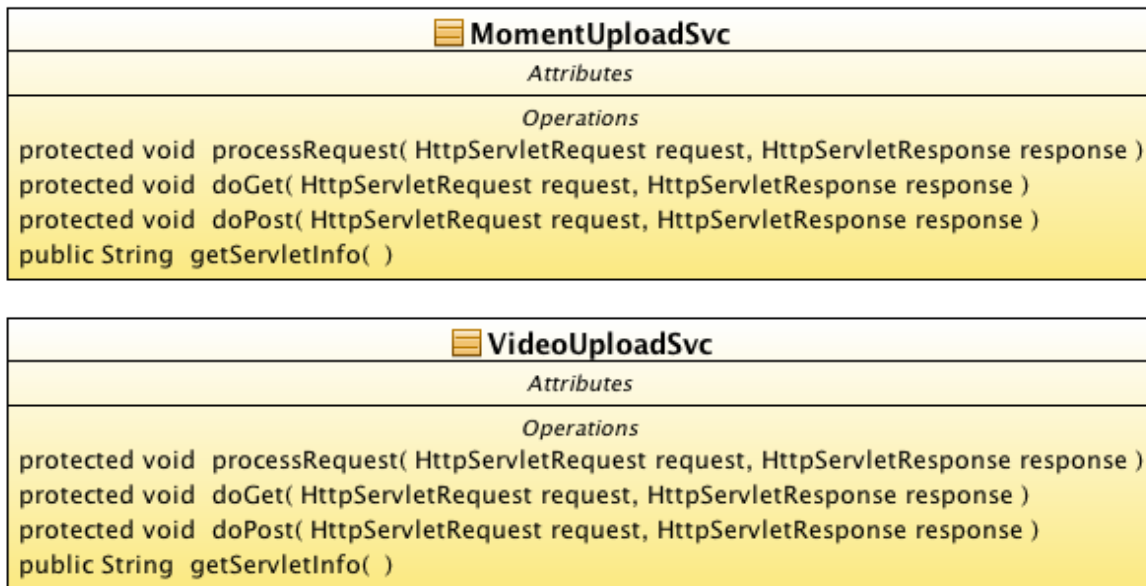 MomentUploadSvc
Attributes
Operations
protected void processRequest( HttpServletRequest request, HttpServletResponse response )
protected void doGet( HttpServletRequest request, HttpServletResponse response )
protected void doPost( HttpServletRequest request, HttpServletResponse response )
public String getServletInfo( )
VideoUploadSvc
Attributes
Operations
protected void processRequest( HttpServletRequest request, HttpServletResponse response )
protected void doGet( HttpServletRequest request, HttpServletResponse response )
protected void doPost( HttpServletRequest request, HttpServletResponse response )
public String getServletInfo( )